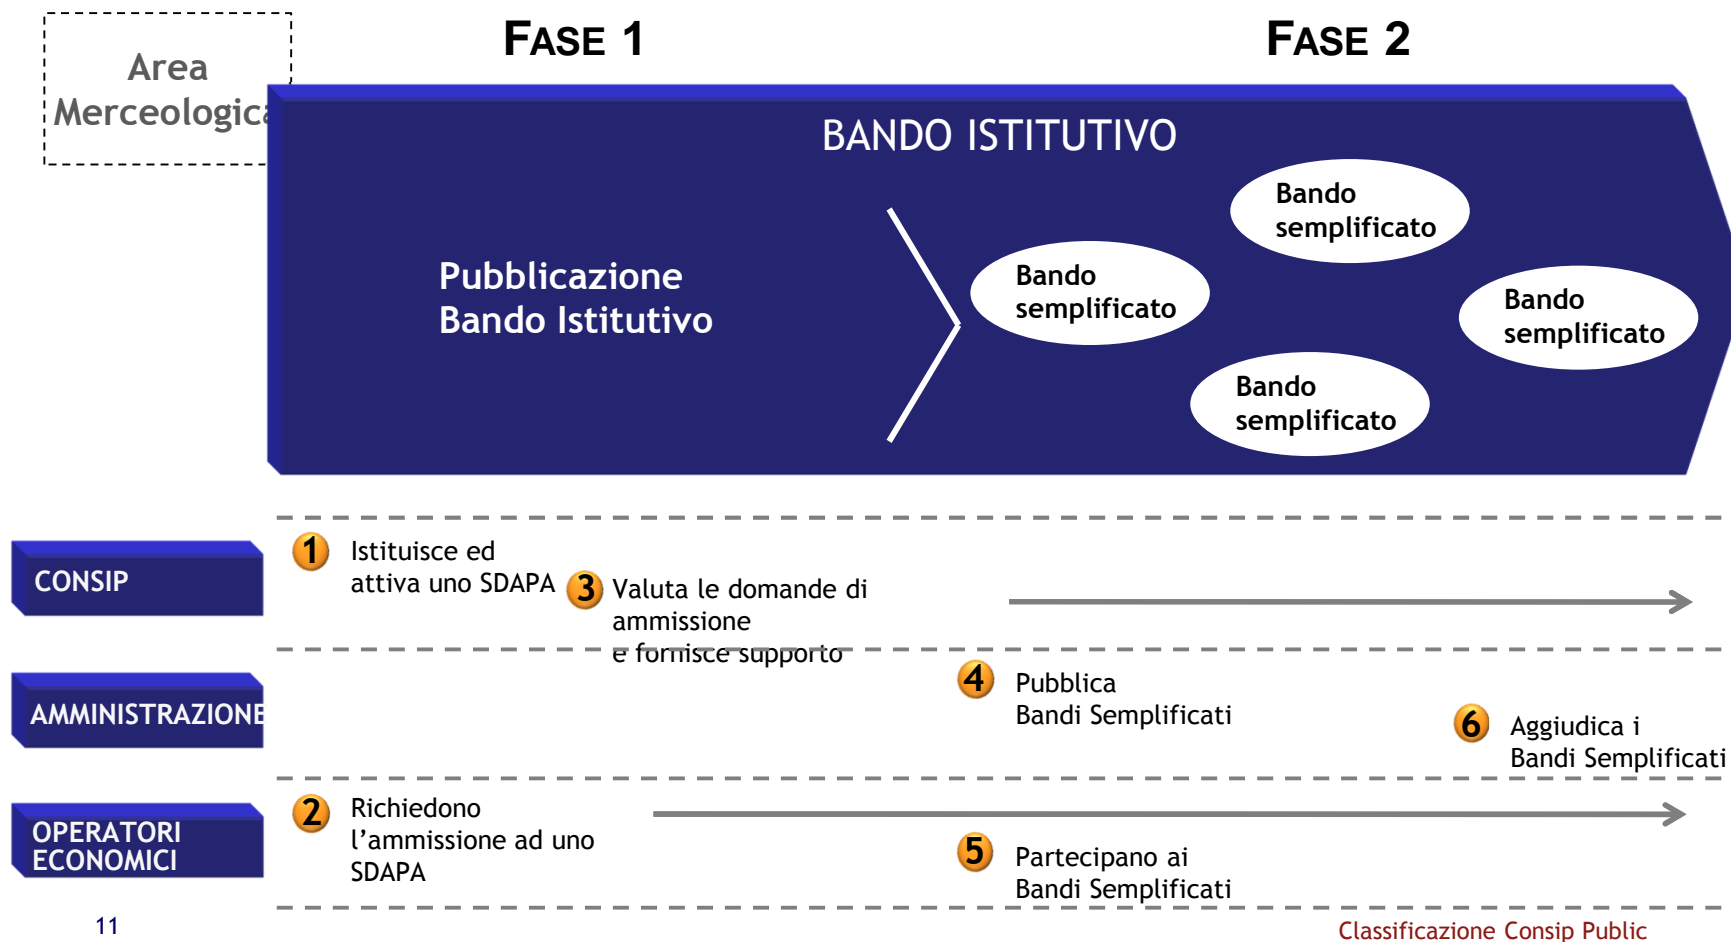 Area
Merceologica
FASE 1
FASE 2
BANDO ISTITUTIVO
Pubblicazione
Bando Istitutivo
Bando
semplificato
Bando
semplificato
Bando
semplificato
Bando
semplificato
CONSIP
1 Istituisce ed
attiva uno SDAPA
3 Valuta le domande di
ammissione
e fornisce supporto
AMMINISTRAZIONE
4 Pubblica
Bandi Semplificati
6 Aggiudica i
Bandi Semplificati
OPERATORI
ECONOMICI
2 Richiedono
l’ammissione ad uno
SDAPA
5 Partecipano ai
Bandi Semplificati
11
Classificazione Consip Public